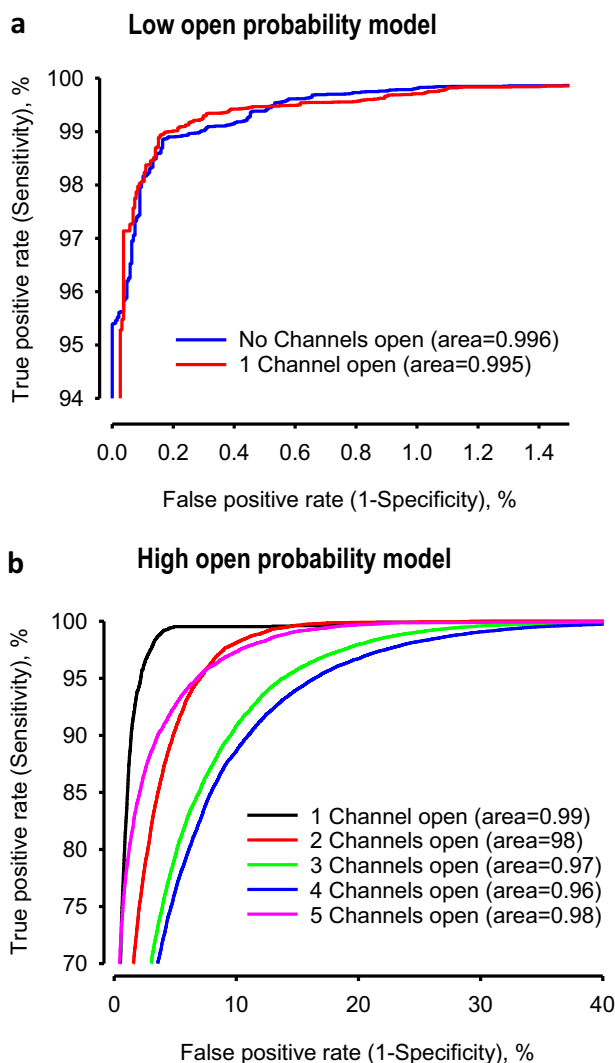 a
Low open probability model
True positive rate (Sensitivity), %
100
99
98
97
96
95
94
No Channels open (area=0.996)
1 Channel open (area=0.995)
0.0 0.2 0.4 0.6 0.8 1.0 1.2 1.4
False positive rate (1-Specificity), %
b
High open probability model
True positive rate (Sensitivity), %
100
95
90
85
80
75
70
1 Channel open (area=0.99)
2 Channels open (area=98)
3 Channels open (area=0.97)
4 Channels open (area=0.96)
5 Channels open (area=0.98)
0 10 20 30 40
False positive rate (1-Specificity), %